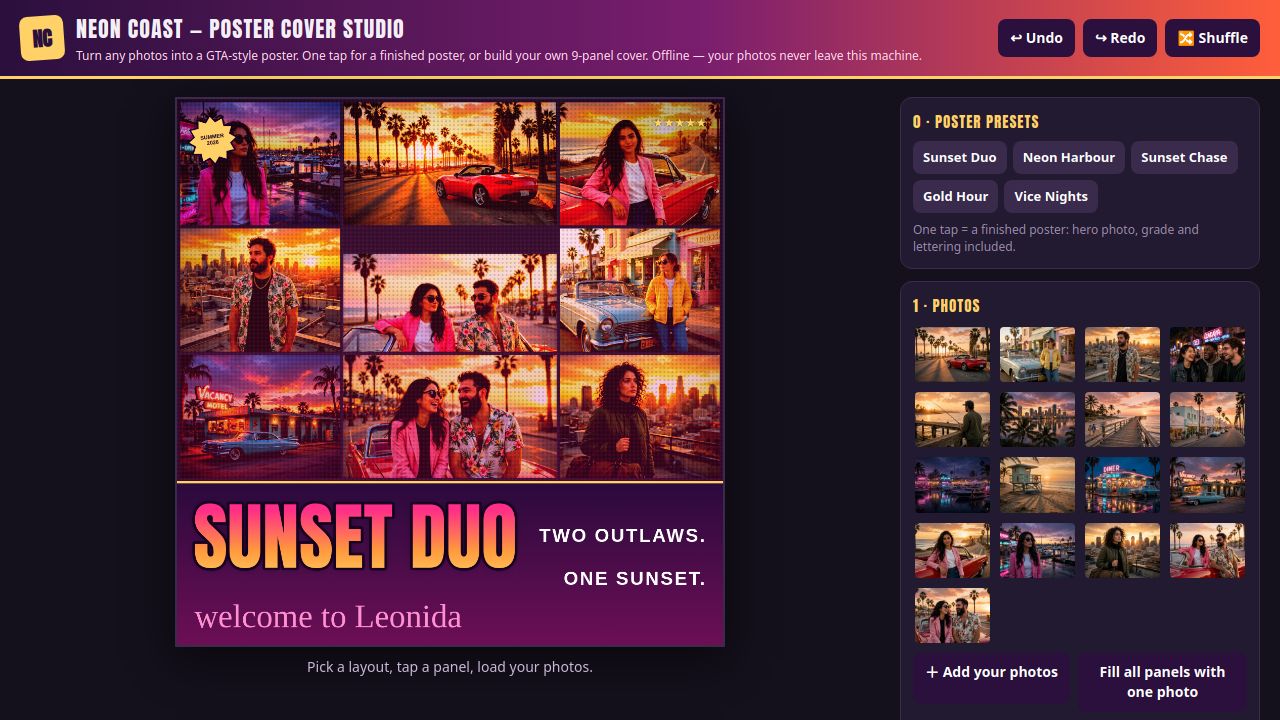 NC
NEON COAST – POSTER COVER STUDIO
Turn any photos into a GTA-style poster. One tap for a finished poster, or build your own 9-panel cover. Offline — your photos never leave this machine.
↩ Undo
↪ Redo
🔀 Shuffle
SUMMER
2026
★★★★★
VACANCY
MOTEL
SUNSET DUO
TWO OUTLAWS.
ONE SUNSET.
welcome to Leonida
Pick a layout, tap a panel, load your photos.
0 · POSTER PRESETS
Sunset Duo
Neon Harbour
Sunset Chase
Gold Hour
Vice Nights
One tap = a finished poster: hero photo, grade and
lettering included.
1 · PHOTOS
DINER
+ Add your photos
Fill all panels with
one photo